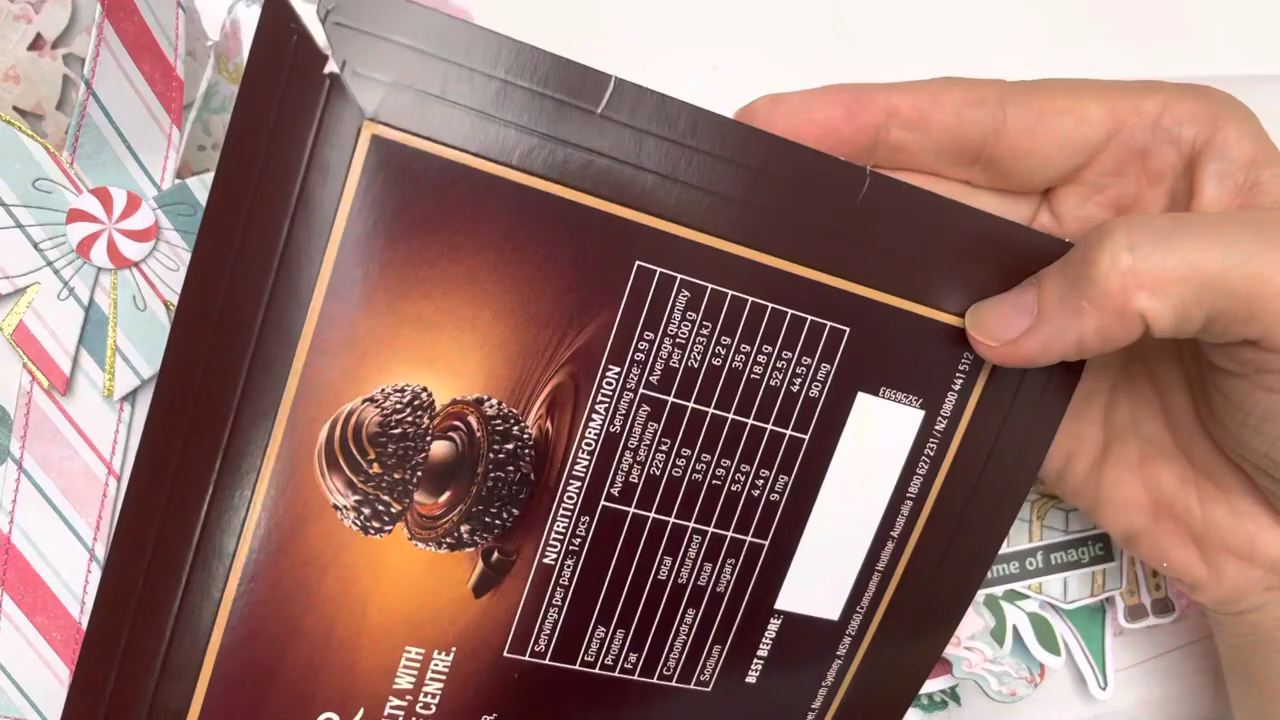 LTY, WITH
CENTRE.
NUTRITION INFORMATION
Servings per pack: 14 pcs Serving size: 9.9 g
Average quantity per serving Average quantity per 100 g
Energy 228 kJ 2293 kJ
Protein 0.6 g 6.2 g
Fat total 3.5 g 35 g
saturated 1.9 g 18.8 g
Carbohydrate total 5.2 g 52.5 g
sugars 4.4 g 44.5 g
Sodium 9 mg 90 mg
BEST BEFORE:
75256593
North Sydney, NSW 2060.Consumer Hotline: Australia 1800 627 231 / NZ 0800 441 512
me of magic